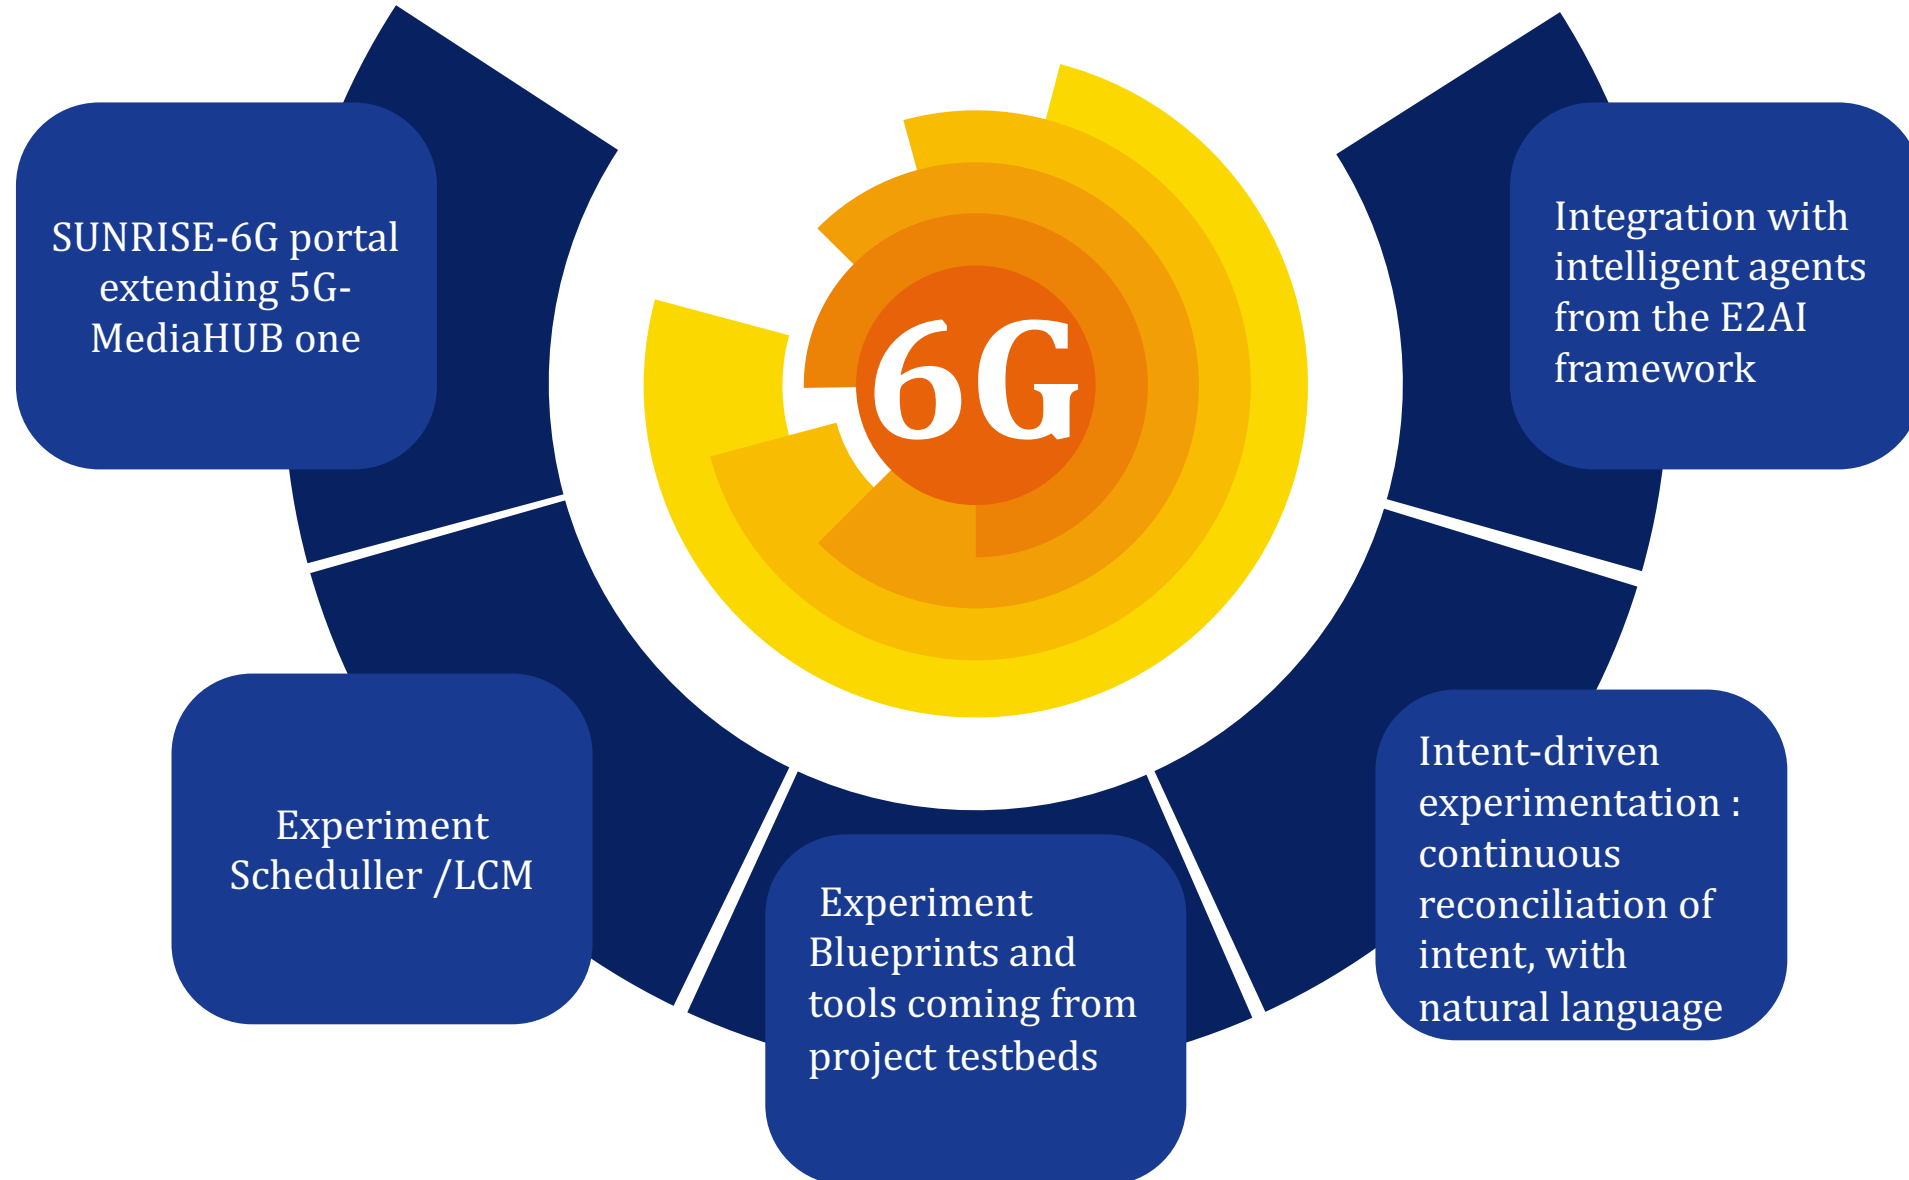 SUNRISE-6G portal
extending 5G-
MediaHUB one
6G
Integration with
intelligent agents
from the E2AI
framework
Experiment
Scheduller /LCM
Experiment
Blueprints and
tools coming from
project testbeds
Intent-driven
experimentation :
continuous
reconciliation of
intent, with
natural language